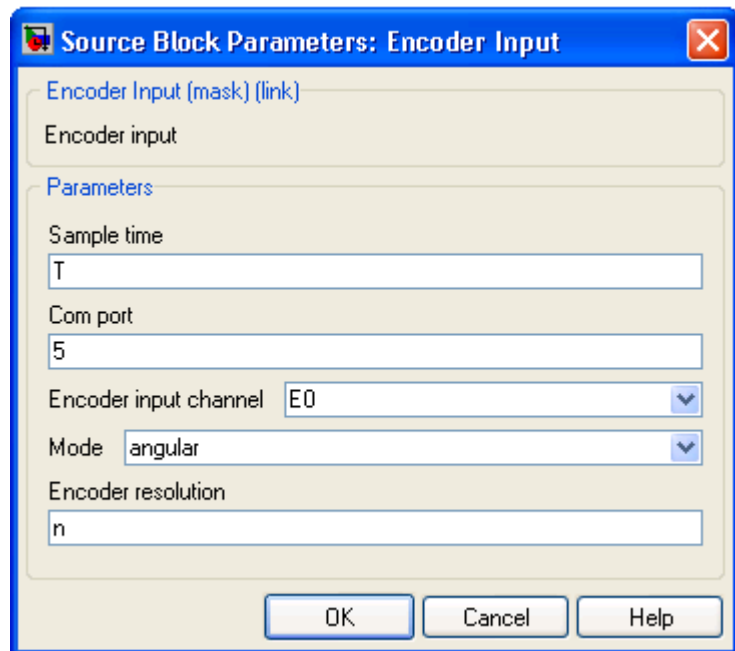 Source Block Parameters: Encoder Input
Encoder Input (mask) (link)
Encoder input
Parameters
Sample time
T
Com port
5
Encoder input channel E0
Mode angular
Encoder resolution
n
OK Cancel Help